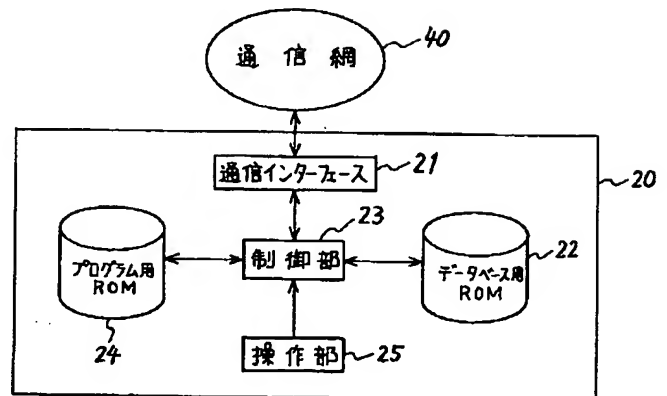 通信網
40
通信インターフェース
21
20
23
プログラム用
ROM
制御部
データベース用
ROM
22
24
操作部
25